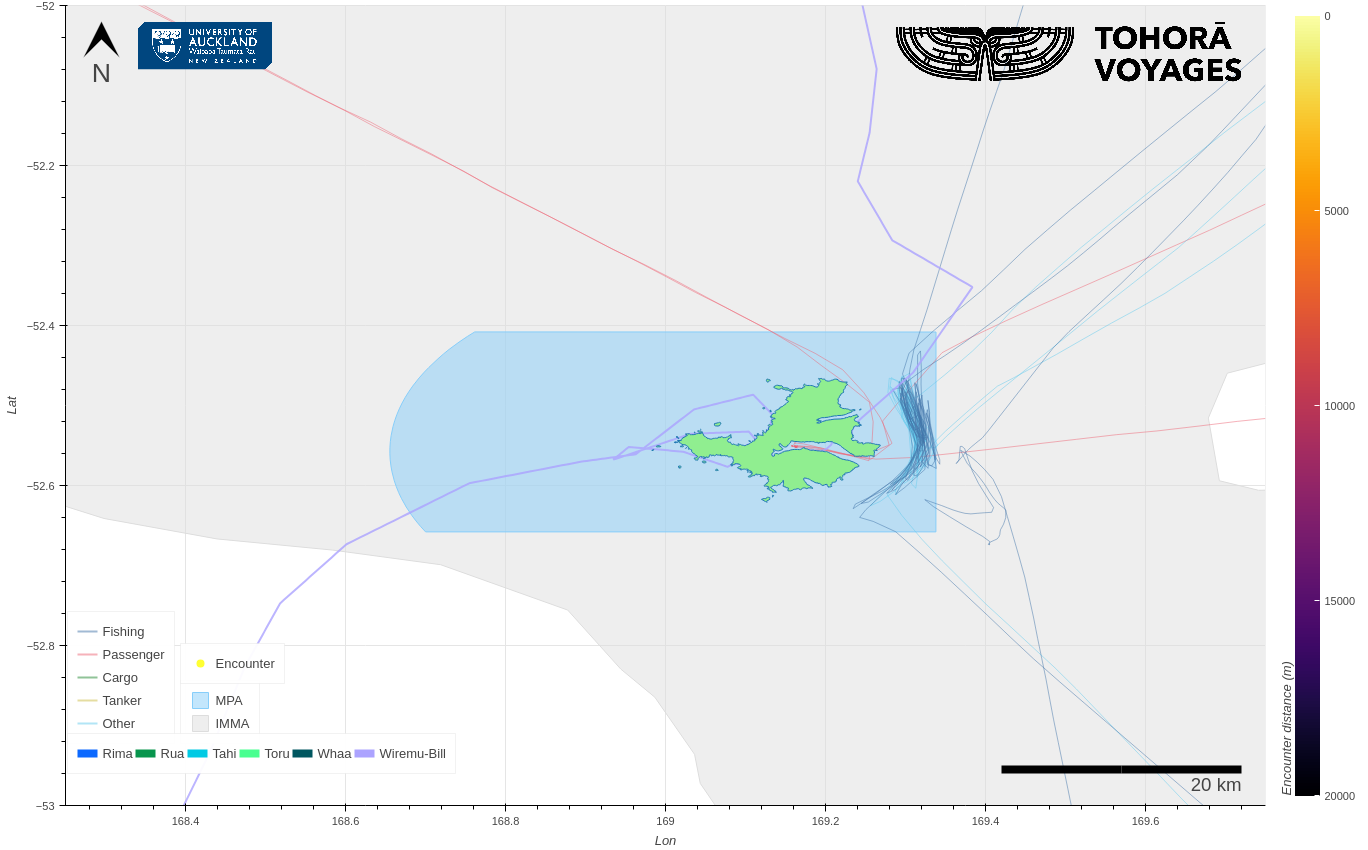 N
UNIVERSITY OF
AUCKLAND
Waipapa Taumata Rau
NEW ZEALAND
TOHORĀ
VOYAGES
−52
−52.2
−52.4
−52.6
−52.8
−53
Lat
168.4
168.6
168.8
169
169.2
169.4
169.6
Lon
Fishing
Passenger
Cargo
Tanker
Other
Encounter
MPA
IMMA
Rima
Rua
Tahi
Toru
Whaa
Wiremu-Bill
20 km
0
5000
10000
15000
20000
Encounter distance (m)